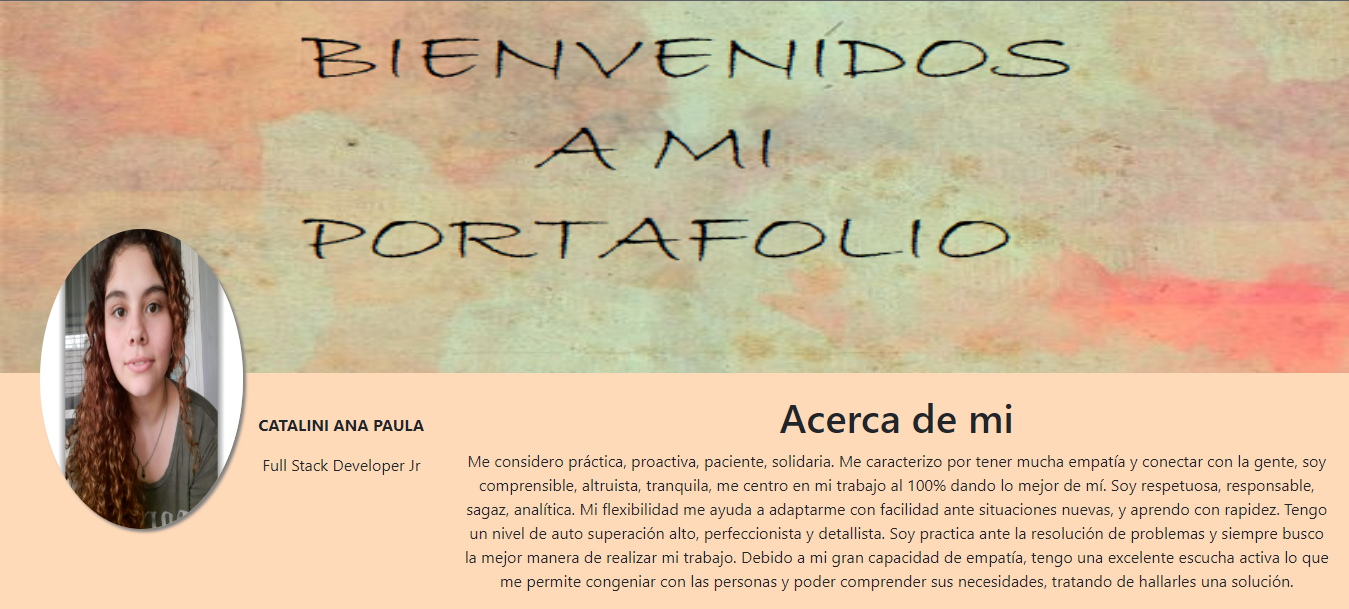 BIENVENIDOS
A MI
PORTAFOLIO
CATALINI ANA PAULA
Full Stack Developer Jr
Acerca de mi
Me considero práctica, proactiva, paciente, solidaria. Me caracterizo por tener mucha empatía y conectar con la gente, soy
comprensible, altruista, tranquila, me centro en mi trabajo al 100% dando lo mejor de mí. Soy respetuosa, responsable,
sagaz, analítica. Mi flexibilidad me ayuda a adaptarme con facilidad ante situaciones nuevas, y aprendo con rapidez. Tengo
un nivel de auto superación alto, perfeccionista y detallista. Soy practica ante la resolución de problemas y siempre busco
la mejor manera de realizar mi trabajo. Debido a mi gran capacidad de empatía, tengo una excelente escucha activa lo que
me permite congeniar con las personas y poder comprender sus necesidades, tratando de hallarles una solución.